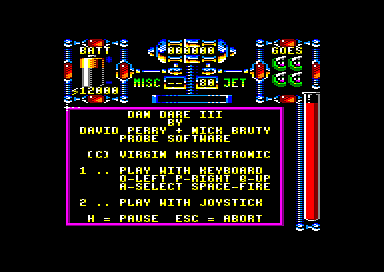 BATT
000000
GOES
MISC
80 JET
<12000
DAN DARE III
BY
DAVID PERRY + NICK BRUTY
PROBE SOFTWARE
(C) VIRGIN MASTERTRONIC
1 .. PLAY WITH KEYBOARD
O-LEFT P-RIGHT Q-UP
A-SELECT SPACE-FIRE
2 .. PLAY WITH JOYSTICK
H = PAUSE ESC = ABORT